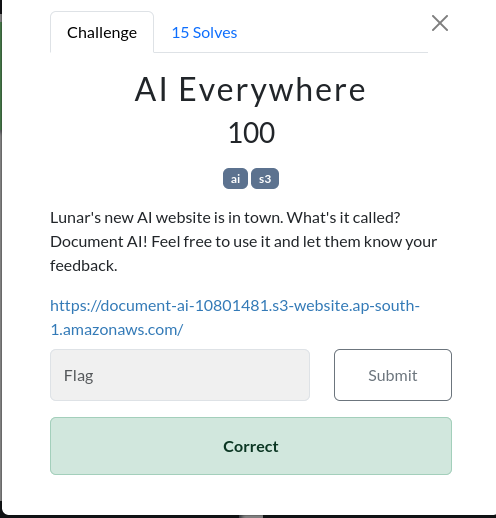 Challenge
15 Solves
AI Everywhere
100
ai s3
Lunar's new AI website is in town. What's it called?
Document AI! Feel free to use it and let them know your
feedback.
https://document-ai-10801481.s3-website.ap-south-
1.amazonaws.com/
Flag
Submit
Correct